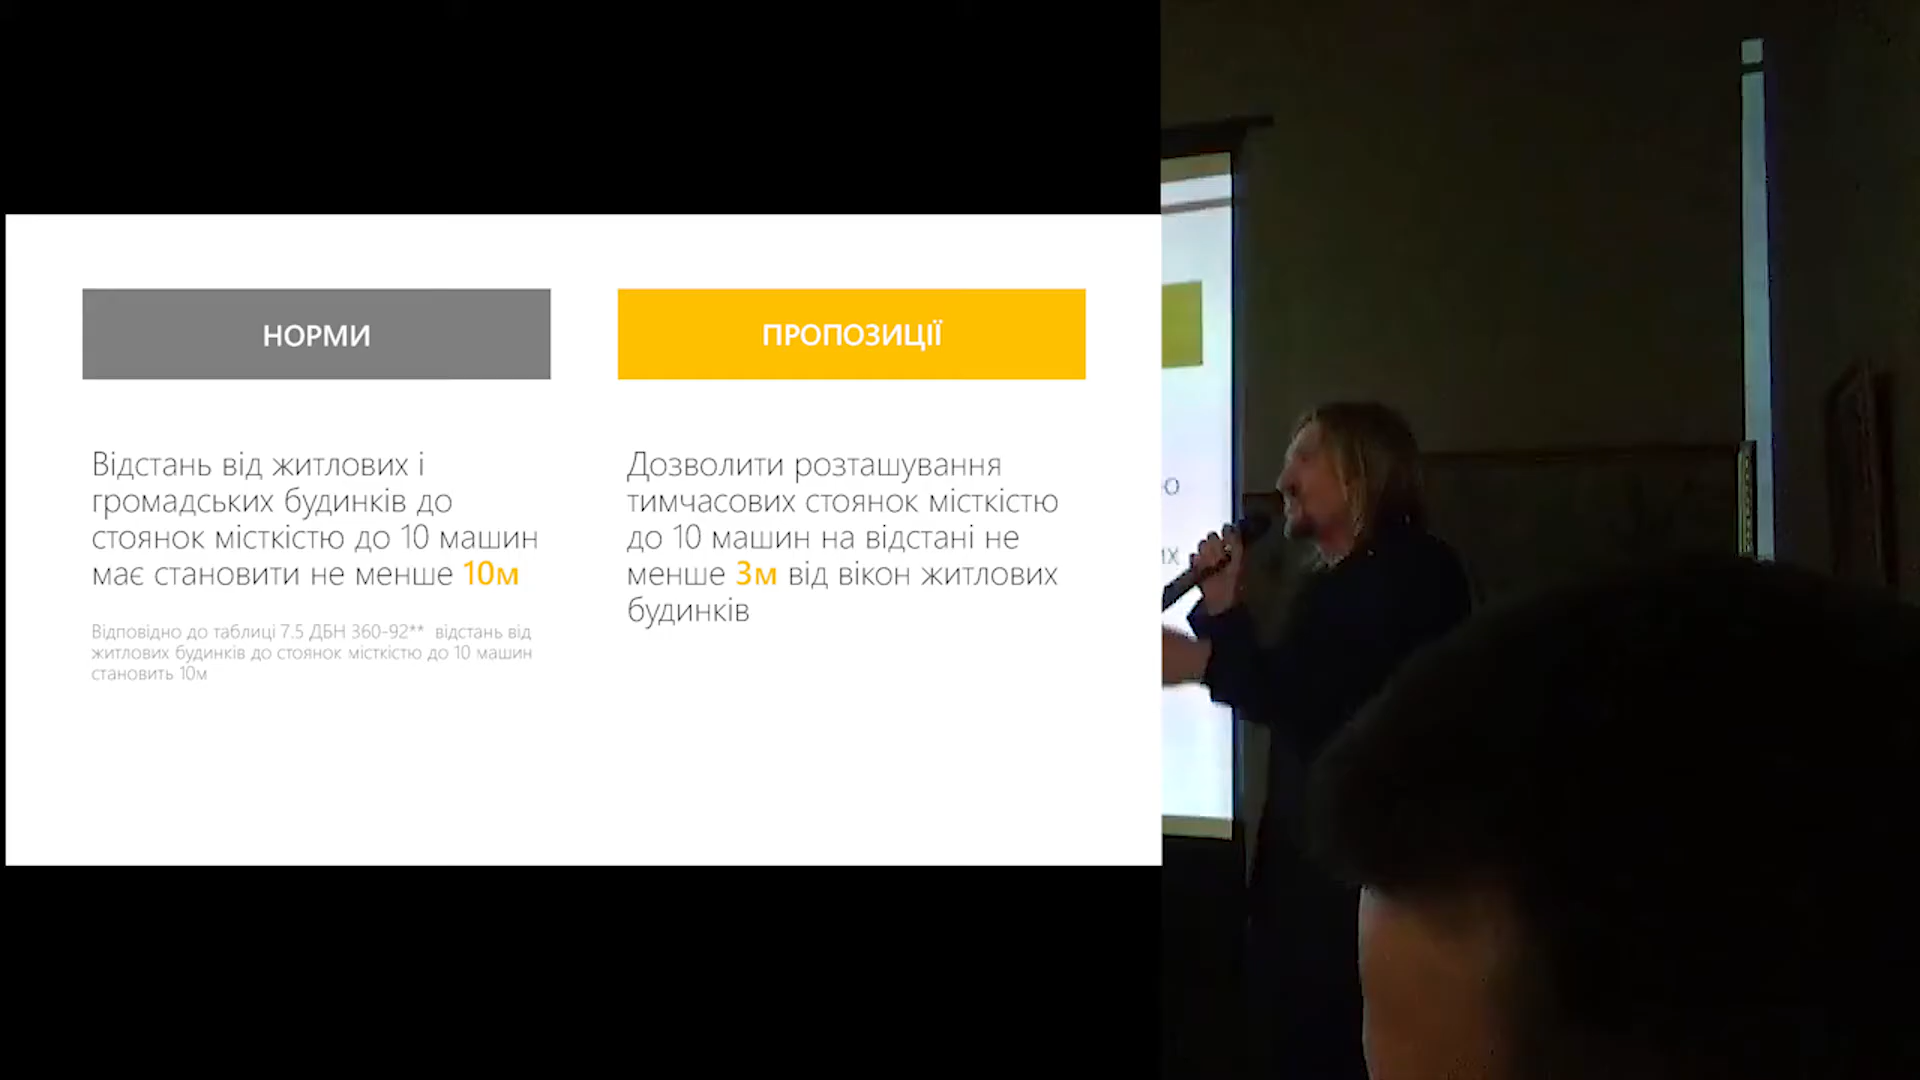 НОРМИ
Відстань від житлових і
громадських будинків до
стоянок місткістю до 10 машин
має становити не менше 10м
Відповідно до таблиці 7.5 ДБН 360-92** відстань від
житлових будинків до стоянок місткістю до 10 машин
становить 10м
ПРОПОЗИЦІЇ
Дозволити розташування
тимчасових стоянок місткістю
до 10 машин на відстані не
менше 3м від вікон житлових
будинків